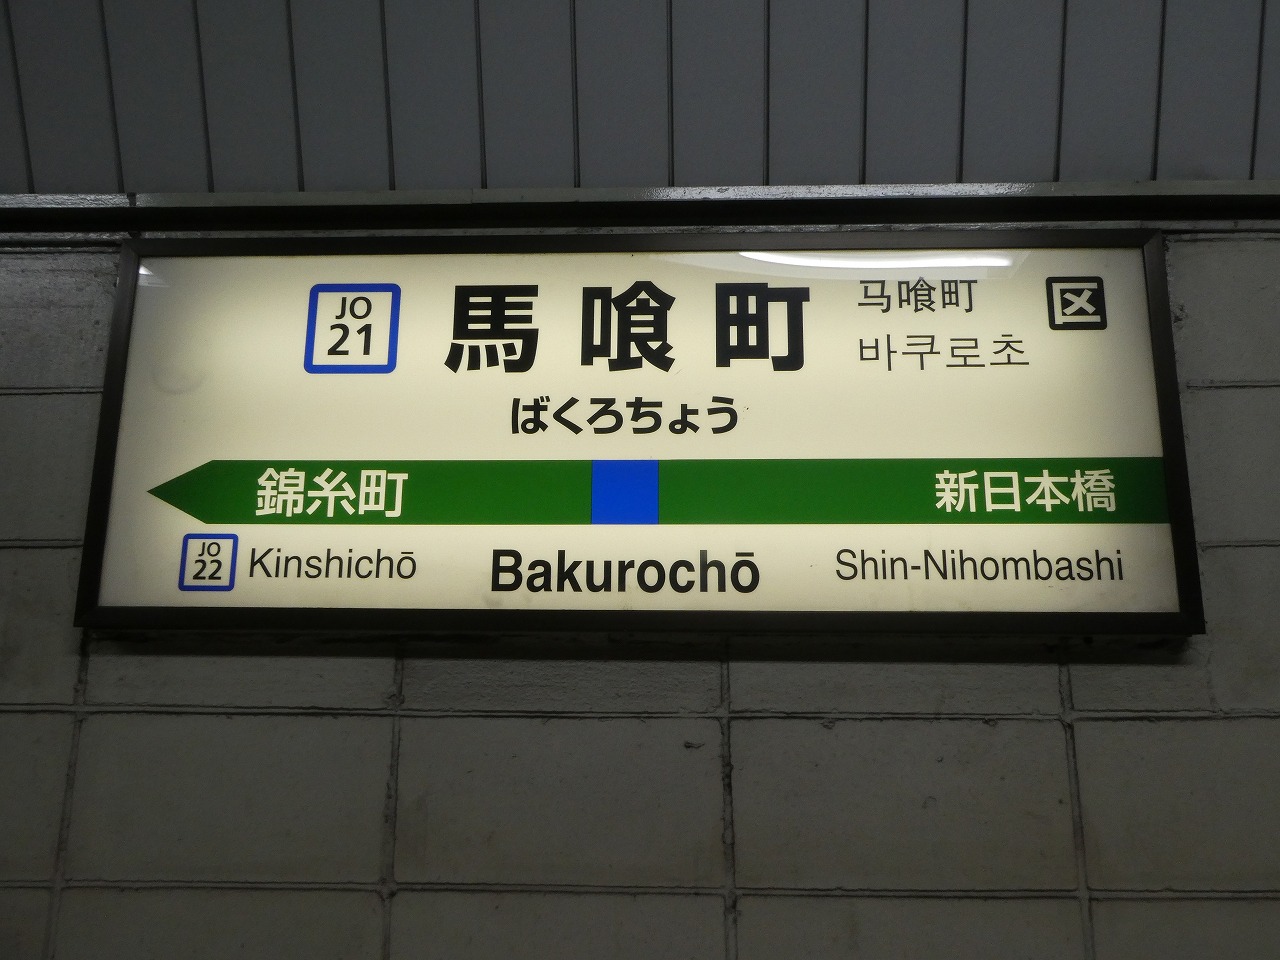 JO
21
馬喰町
马喰町
区
바쿠로초
ばくろちょう
錦糸町
新日本橋
JO
22
Kinshichō
Bakurochō
Shin-Nihombashi